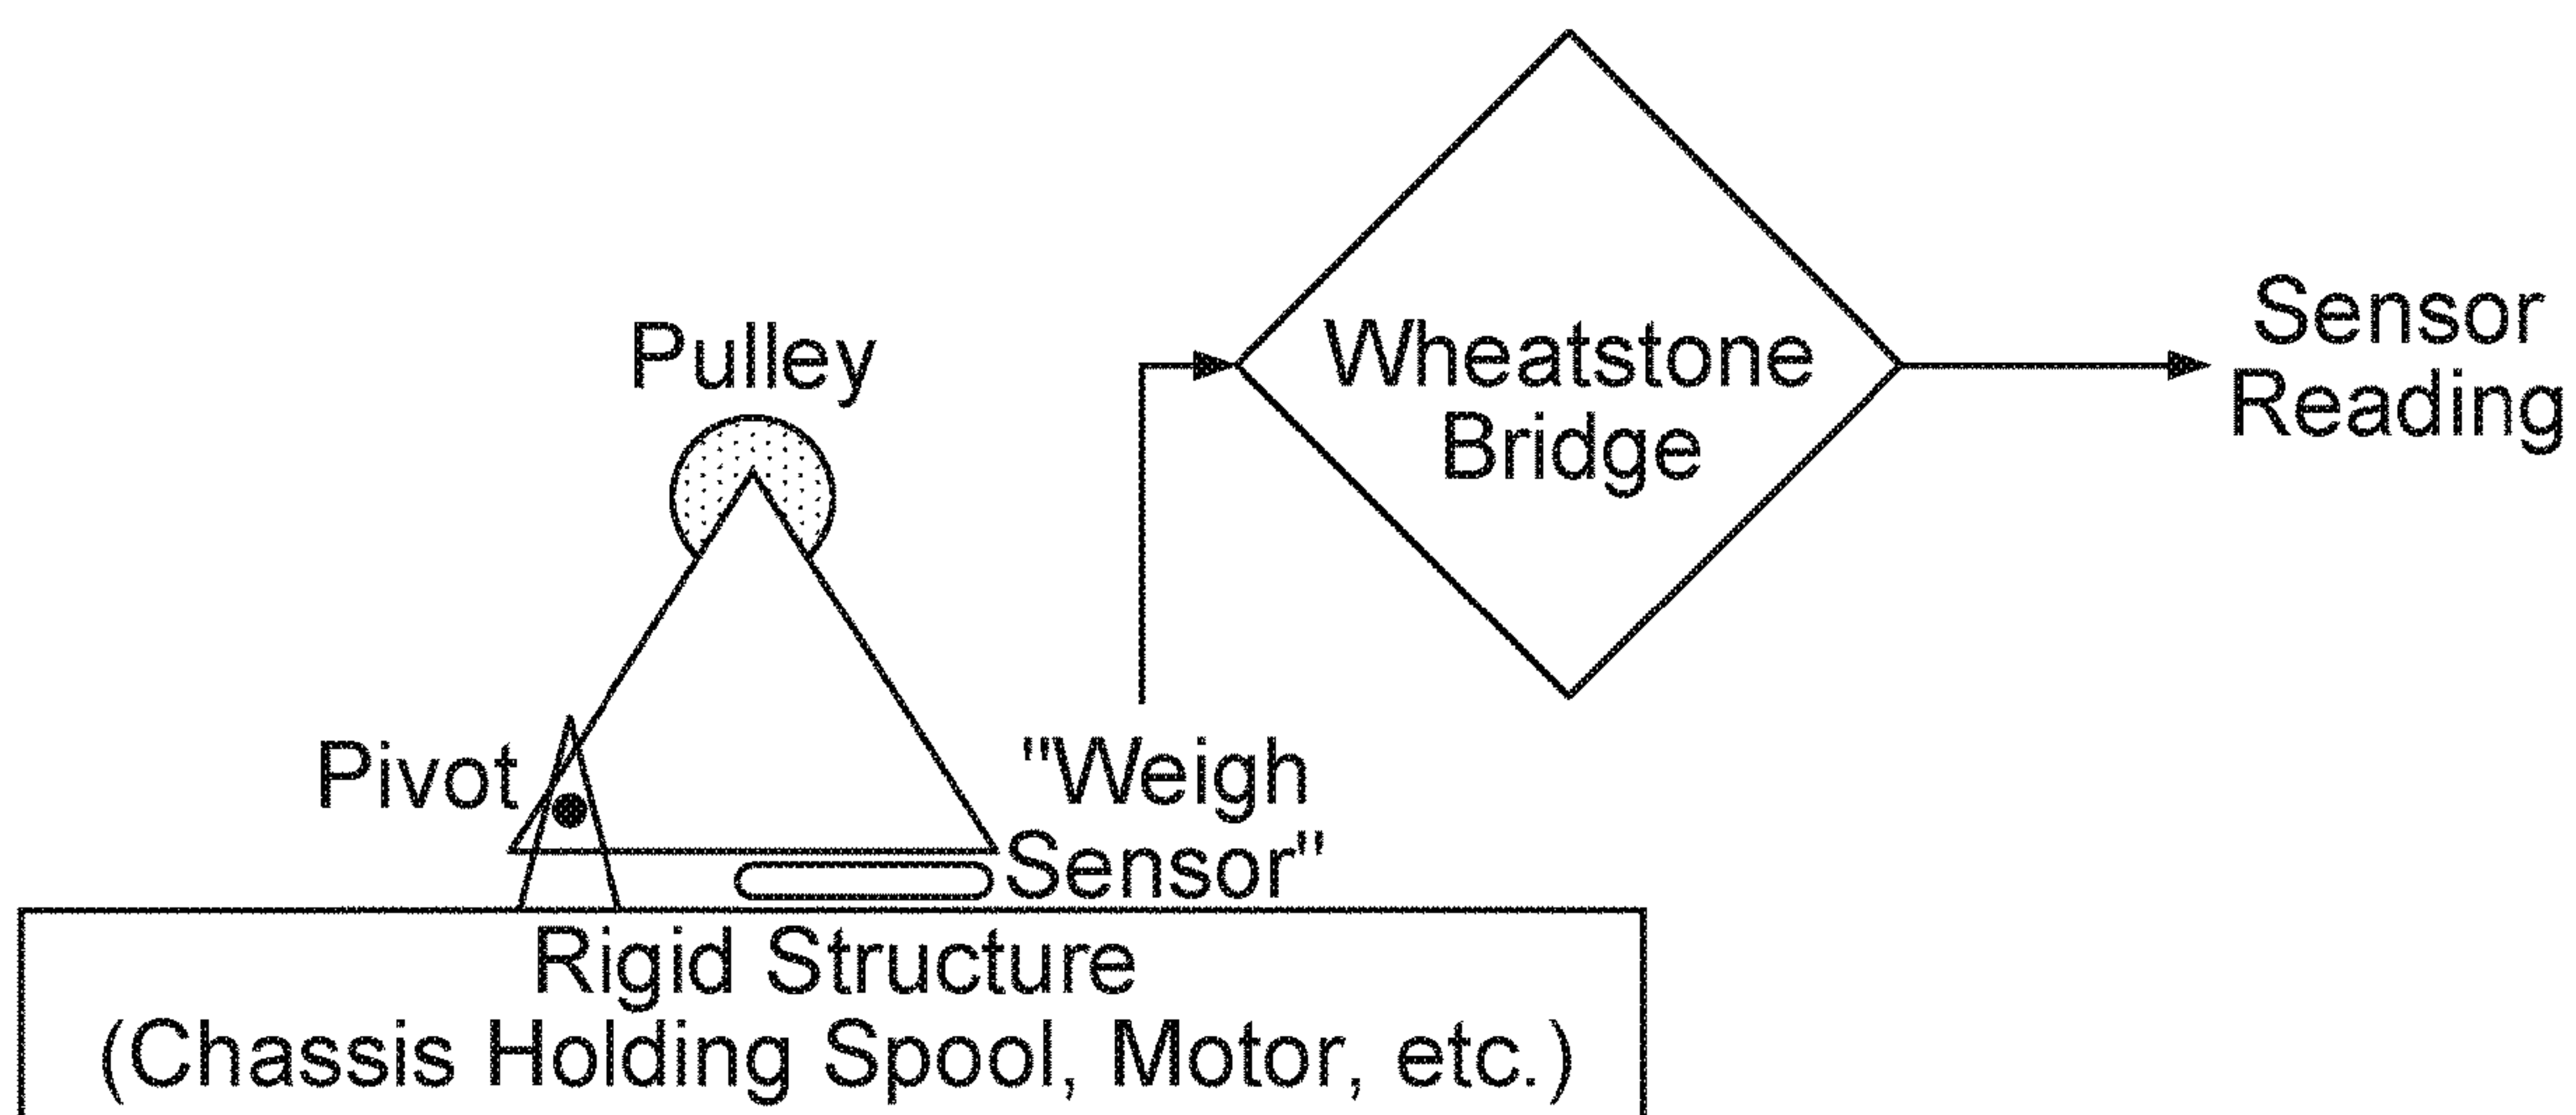 Pulley
Wheatstone
Bridge
Sensor
Reading
Pivot
"Weigh
Sensor"
Rigid Structure
(Chassis Holding Spool, Motor, etc.)